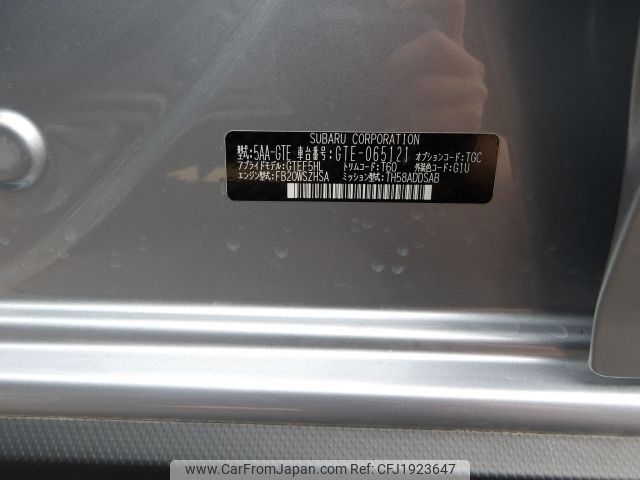 SUBARU CORPORATION
型式:5AA-GTE 車台番号:GTE-065121 オプションコード:TGC
アプライドモデル:GTEF5HL トリムコード:T60 外装色コード:G1U
エンジン型式:FB20WSZHSA ミッション型式:TH58ADDSAB
www.CarFromJapan.com - Ref: CFJ1923647